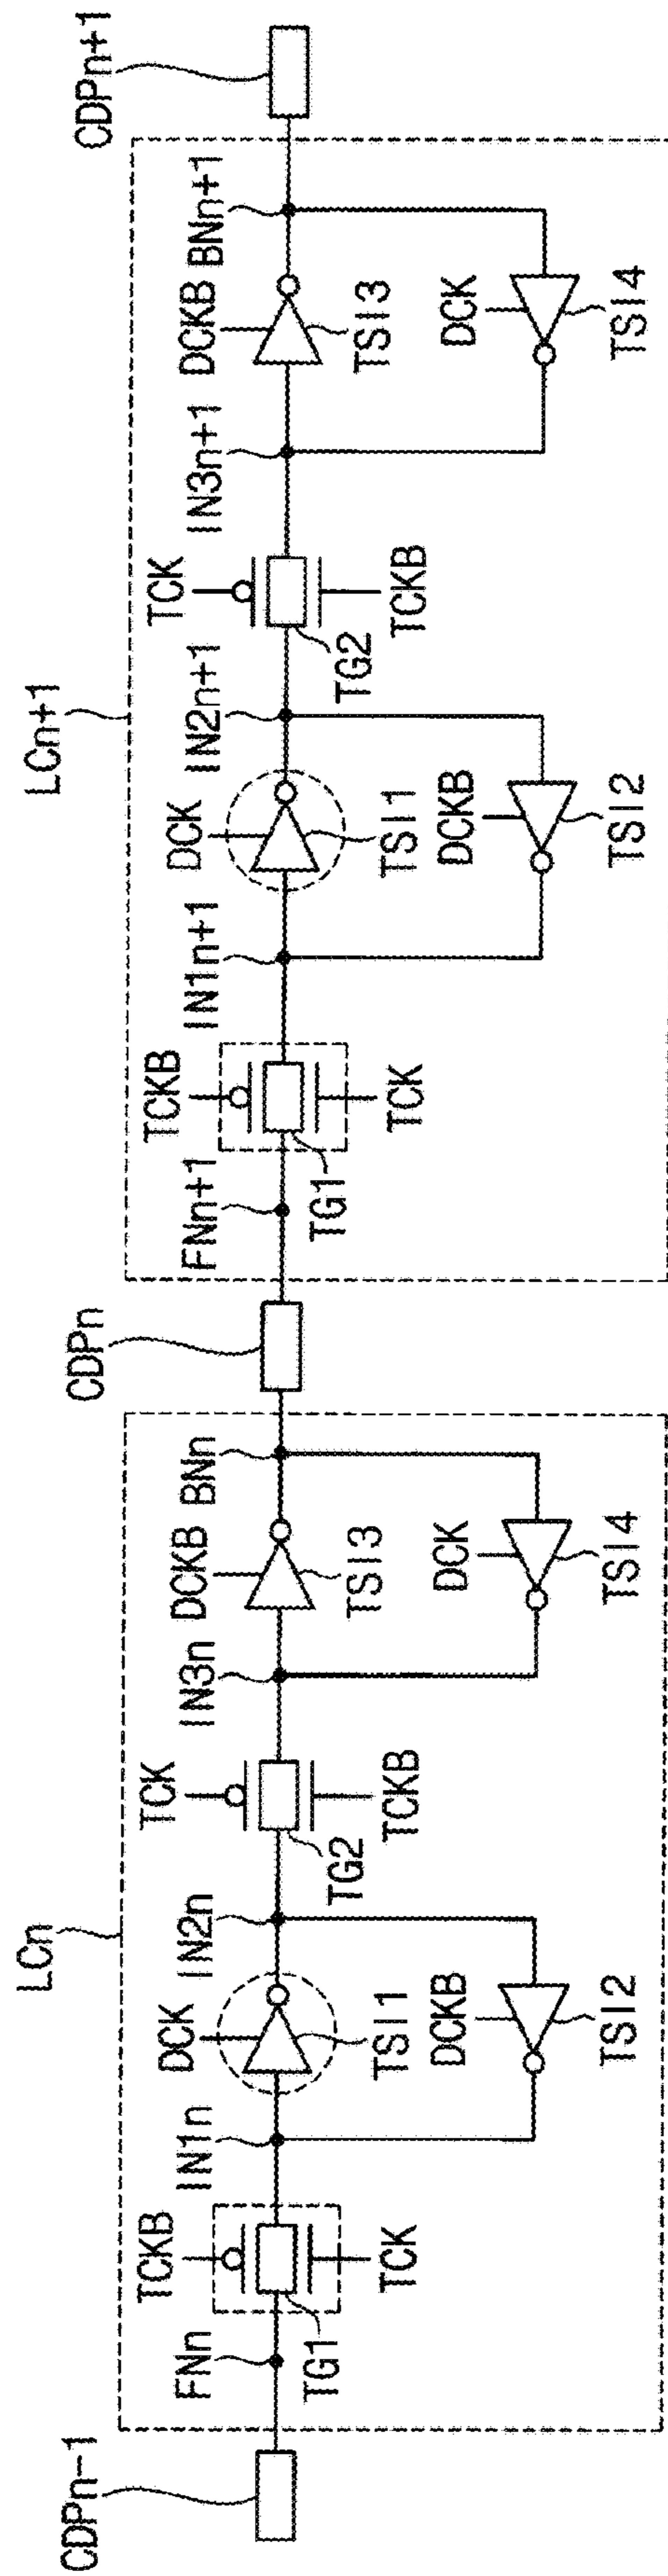 LCn
LCn+1
CDPn-1
FNn
TCKB
TG1
TCK
IN1n
DCK
TSI1
IN2n
DCKB
TSI2
TCK
TG2
TCKB
IN3n
DCKB
TSI3
BNn
DCK
TSI4
CDPn
FNn+1
TCKB
TG1
TCK
IN1n+1
DCK
TSI1
IN2n+1
DCKB
TSI2
TCK
TG2
TCKB
IN3n+1
DCKB
TSI3
BNn+1
DCK
TSI4
CDPn+1